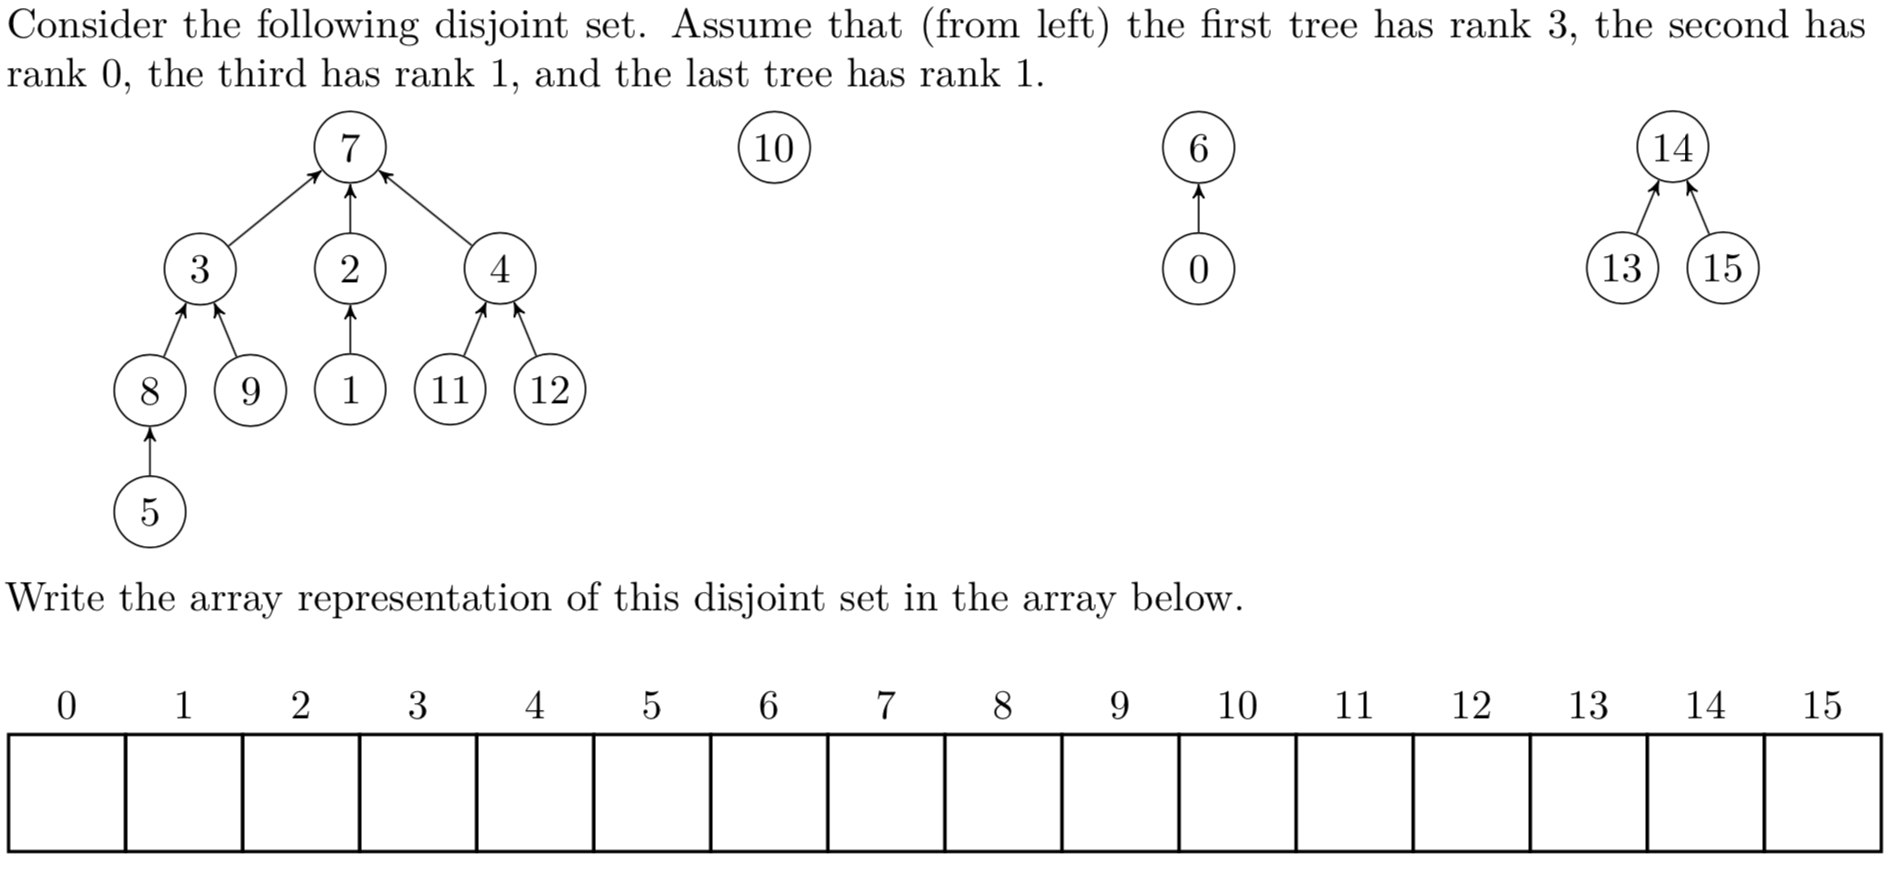 Consider the following disjoint set. Assume that (from left) the first tree has rank 3, the second has
rank 0, the third has rank 1, and the last tree has rank 1.
7 10 6 14
3 2 4 0 13 15
8 9 1 11 12
5
Write the array representation of this disjoint set in the array below.
0 1 2 3 4 5 6 7 8 9 10 11 12 13 14 15